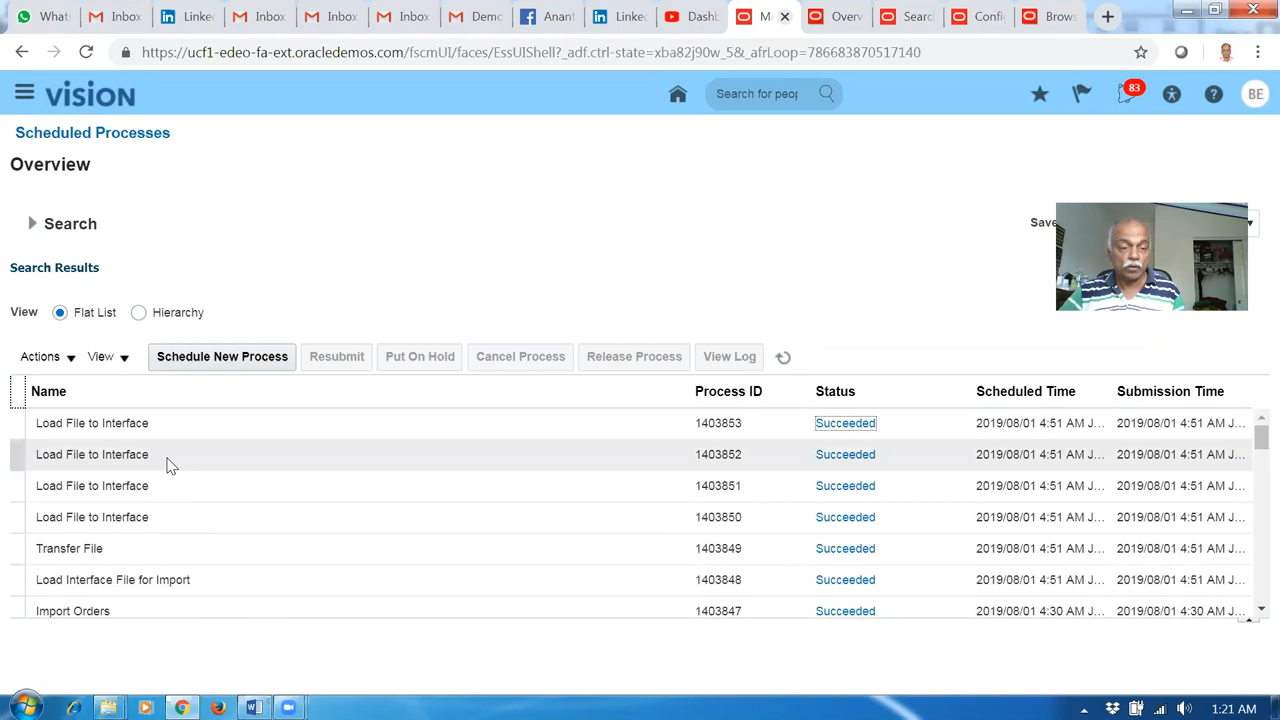 What: Inbox Linke Inbox Inbox Inbox Demo Anant Linke Dashb M Overv Searc Confi Brows
https://ucf1-edeo-fa-ext.oracledemos.com/fscmUI/faces/EssUIShell?_adf.ctrl-state=xba82j90w_5&_afrLoop=786683870517140
VISION Search for peop 83 BE
Scheduled Processes
Overview
Search Save
Search Results
View Flat List Hierarchy
Actions View Schedule New Process Resubmit Put On Hold Cancel Process Release Process View Log
Name Process ID Status Scheduled Time Submission Time
Load File to Interface 1403853 Succeeded 2019/08/01 4:51 AM J... 2019/08/01 4:51 AM J...
Load File to Interface 1403852 Succeeded 2019/08/01 4:51 AM J... 2019/08/01 4:51 AM J...
Load File to Interface 1403851 Succeeded 2019/08/01 4:51 AM J... 2019/08/01 4:51 AM J...
Load File to Interface 1403850 Succeeded 2019/08/01 4:51 AM J... 2019/08/01 4:51 AM J...
Transfer File 1403849 Succeeded 2019/08/01 4:51 AM J... 2019/08/01 4:51 AM J...
Load Interface File for Import 1403848 Succeeded 2019/08/01 4:51 AM J... 2019/08/01 4:51 AM J...
Import Orders 1403847 Succeeded 2019/08/01 4:30 AM J... 2019/08/01 4:30 AM J...
1:21 AM